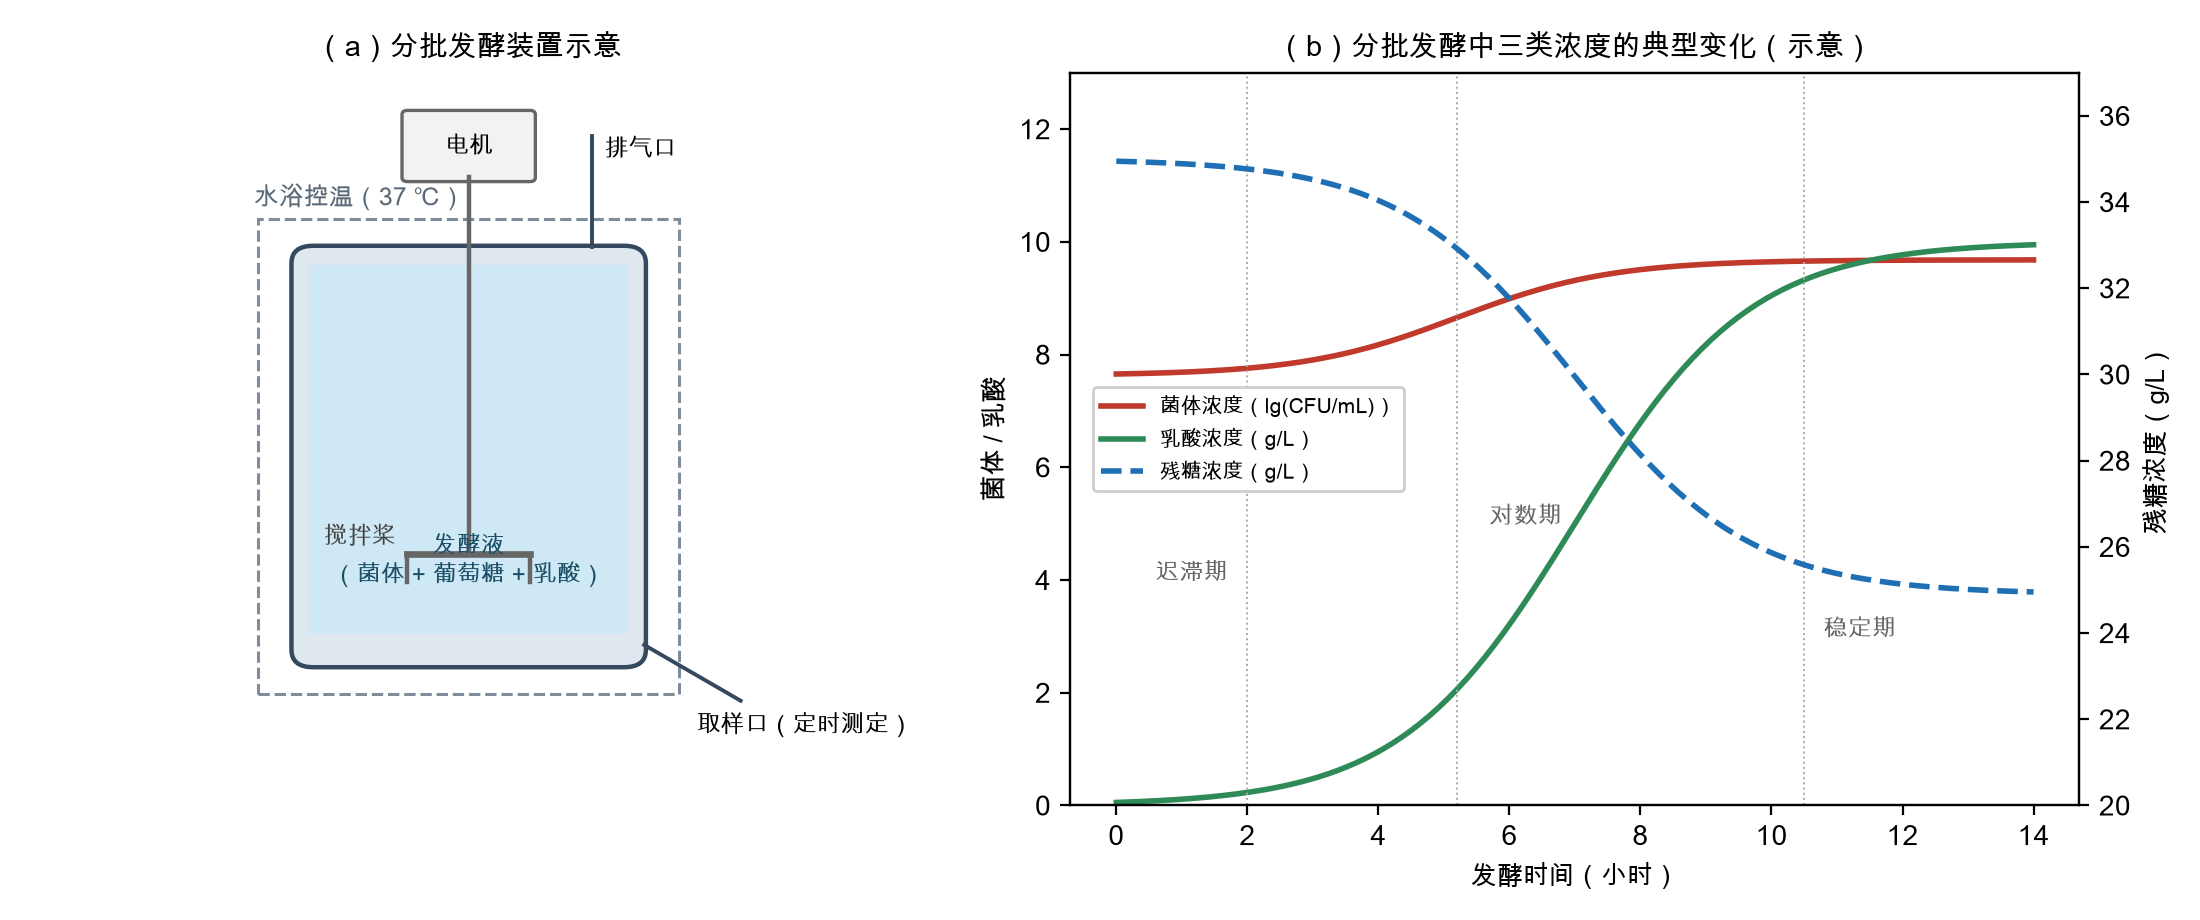 （a）分批发酵装置示意
电机
排气口
水浴控温（37 ℃）
搅拌桨
发酵液
（菌体 + 葡萄糖 + 乳酸）
取样口（定时测定）
（b）分批发酵中三类浓度的典型变化（示意）
菌体 / 乳酸
12
10
8
6
4
2
0
菌体浓度（lg(CFU/mL)）
乳酸浓度（g/L）
残糖浓度（g/L）
迟滞期
对数期
稳定期
36
34
32
30
28
26
24
22
20
残糖浓度（g/L）
0 2 4 6 8 10 12 14
发酵时间（小时）